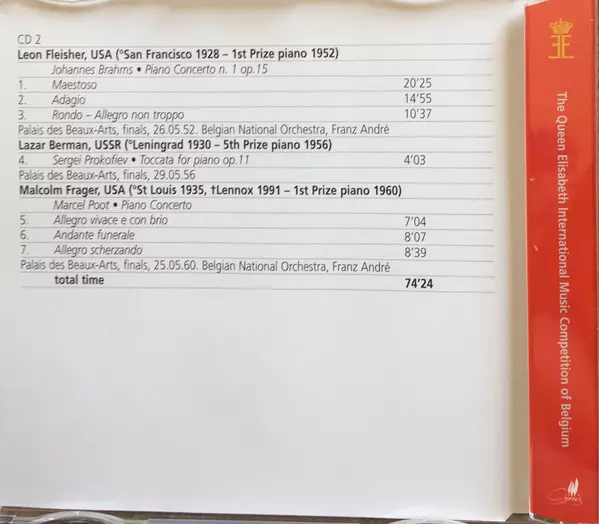 CD 2
Leon Fleisher, USA (°San Francisco 1928 – 1st Prize piano 1952)
Johannes Brahms • Piano Concerto n. 1 op.15
1. Maestoso 20'25
2. Adagio 14'55
3. Rondo – Allegro non troppo 10'37
Palais des Beaux-Arts, finals, 26.05.52. Belgian National Orchestra, Franz André
Lazar Berman, USSR (°Leningrad 1930 – 5th Prize piano 1956)
4. Sergei Prokofiev • Toccata for piano op.11 4'03
Palais des Beaux-Arts, finals, 29.05.56
Malcolm Frager, USA (°St Louis 1935, †Lennox 1991 – 1st Prize piano 1960)
Marcel Poot • Piano Concerto
5. Allegro vivace e con brio 7'04
6. Andante funerale 8'07
7. Allegro scherzando 8'39
Palais des Beaux-Arts, finals, 25.05.60. Belgian National Orchestra, Franz André
total time 74'24
The Queen Elisabeth International Music Competition of Belgium